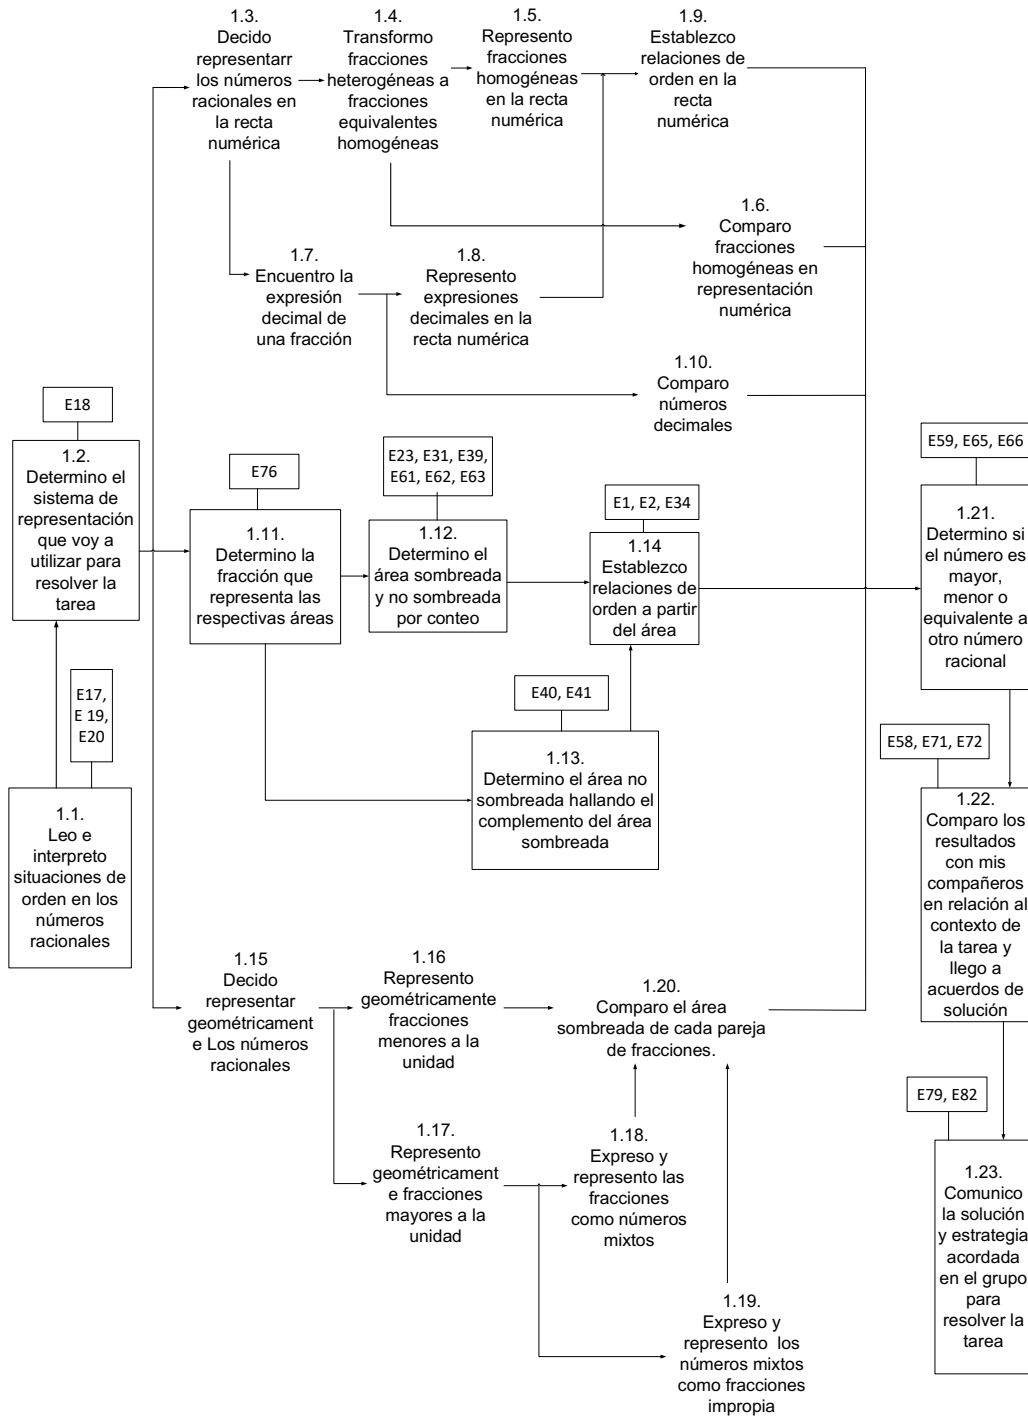 1.3.
Decido
representarr
los números
racionales en
la recta
numérica
1.4.
Transformo
fracciones
heterogéneas a
fracciones
equivalentes
homogéneas
1.5.
Represento
fracciones
homogéneas
en la recta
numérica
1.9.
Establezco
relaciones de
orden en la
recta
numérica
1.6.
Comparo
fracciones
homogéneas en
representación
numérica
1.7.
Encuentro la
expresión
decimal de
una fracción
1.8.
Represento
expresiones
decimales en la
recta numérica
1.10.
Comparo
números
decimales
E18
1.2.
Determino el
sistema de
representación
que voy a
utilizar para
resolver la
tarea
E76
1.11.
Determino la
fracción que
representa las
respectivas áreas
E23, E31, E39,
E61, E62, E63
1.12.
Determino el
área sombreada
y no sombreada
por conteo
E1, E2, E34
1.14
Establezco
relaciones de
orden a partir
del área
E59, E65, E66
1.21.
Determino si
el número es
mayor,
menor o
equivalente a
otro número
racional
E17,
E 19,
E20
1.1.
Leo e
interpreto
situaciones de
orden en los
números
racionales
E40, E41
1.13.
Determino el área no
sombreada hallando el
complemento del área
sombreada
E58, E71, E72
1.22.
Comparo los
resultados
con mis
compañeros
en relación al
contexto de
la tarea y
llego a
acuerdos de
solución
1.15
Decido
representar
geométricament
e Los números
racionales
1.16
Represento
geométricamente
fracciones
menores a la
unidad
1.20.
Comparo el área
sombreada de cada pareja
de fracciones.
1.17.
Represento
geométricament
e fracciones
mayores a la
unidad
1.18.
Expreso y
represento las
fracciones
como números
mixtos
1.19.
Expreso y
represento  los
números mixtos
como fracciones
impropia
E79, E82
1.23.
Comunico
la solución
y estrategia
acordada
en el grupo
para
resolver la
tarea